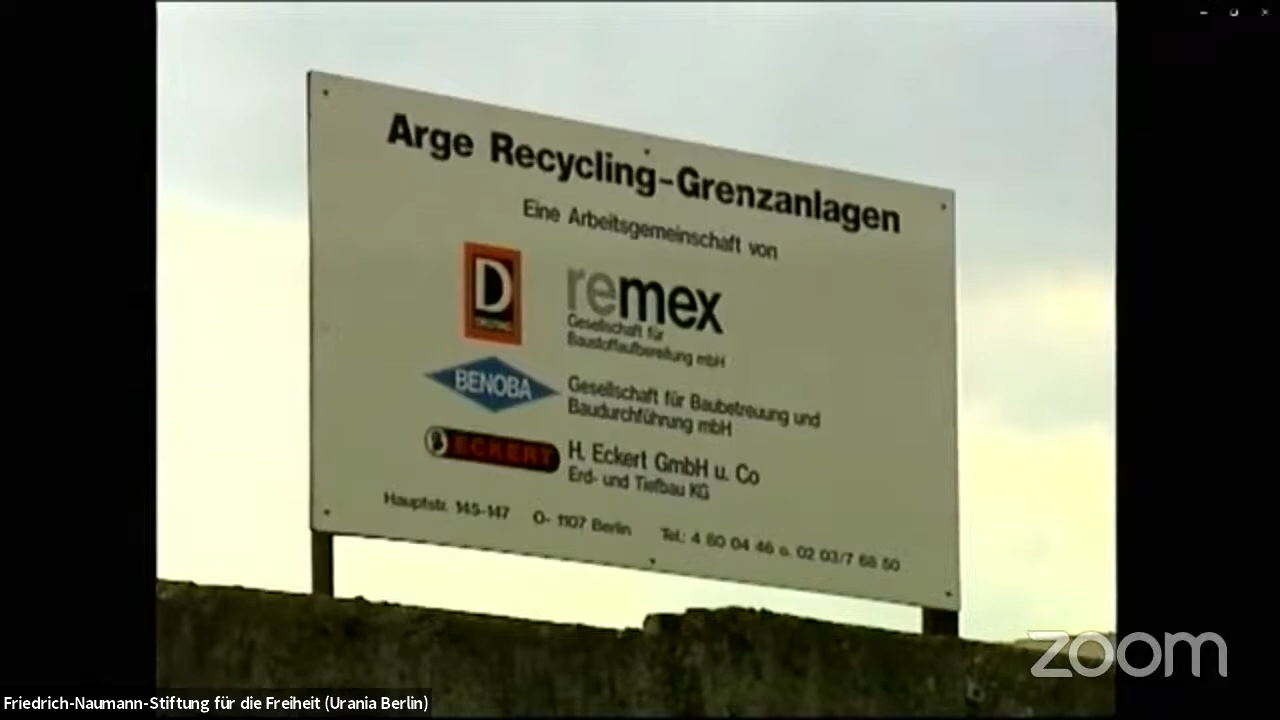 Arge Recycling-Grenzanlagen
Eine Arbeitsgemeinschaft von
D
remex
Gesellschaft für
Baustoffaufbereitung mbH
BENOBA
Gesellschaft für Baubetreuung und
Baudurchführung mbH
ECKERT
H. Eckert GmbH u. Co
Erd- und Tiefbau KG
Hauptstr. 145-147 O- 1107 Berlin Tel.: 4 80 04 46 o. 02 03/7 68 50
zoom
Friedrich-Naumann-Stiftung für die Freiheit (Urania Berlin)